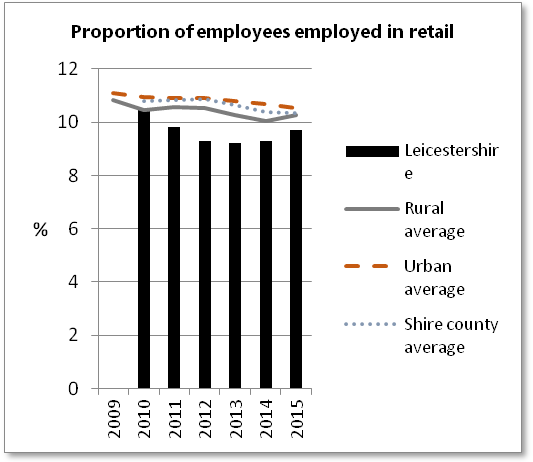 Proportion of employees employed in retail
12
10
8
6
4
2
0
%
2009
2010
2011
2012
2013
2014
2015
Leicestershir
e
Rural
average
Urban
average
Shire county
average